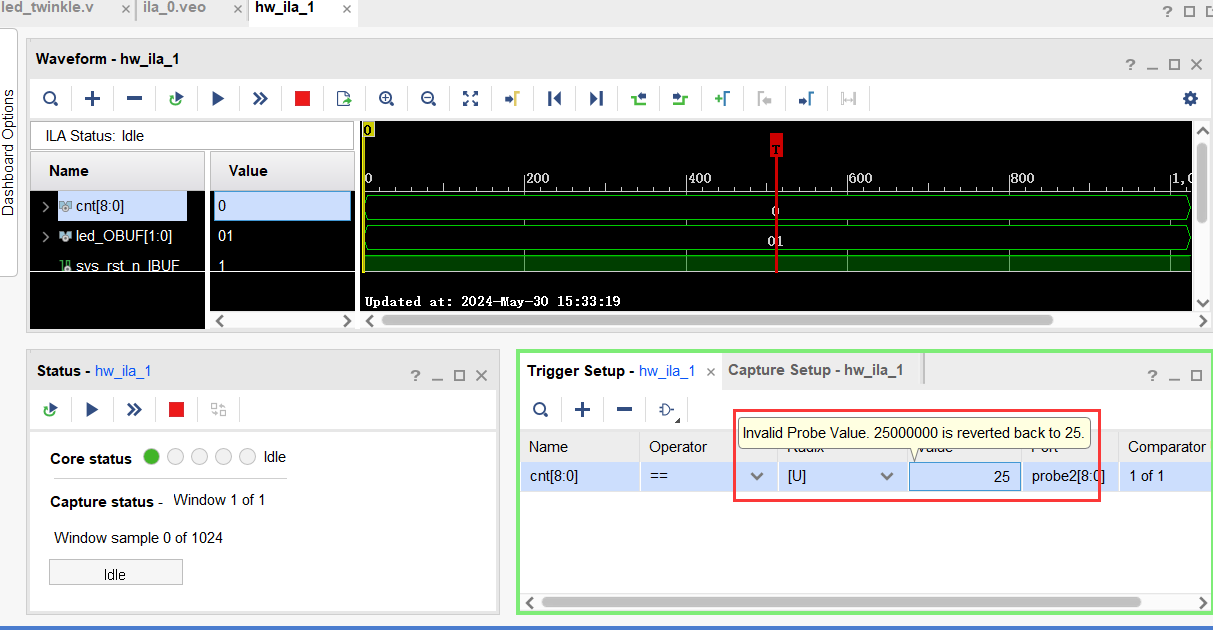 led_twinkle.v
ila_0.veo
hw_ila_1
Dashboard Options
Waveform - hw_ila_1
ILA Status: Idle
Name
Value
cnt[8:0]
0
led_OBUF[1:0]
01
sys_rst_n_IBUF
1
0
T
0
200
400
600
800
0
01
Updated at: 2024-May-30 15:33:19
Status - hw_ila_1
Core status
Idle
Capture status - Window 1 of 1
Window sample 0 of 1024
Idle
Trigger Setup - hw_ila_1
Capture Setup - hw_ila_1
Invalid Probe Value. 25000000 is reverted back to 25.
Name
Operator
Radix
Value
Port
Comparator
cnt[8:0]
==
[U]
25
probe2[8:0]
1 of 1